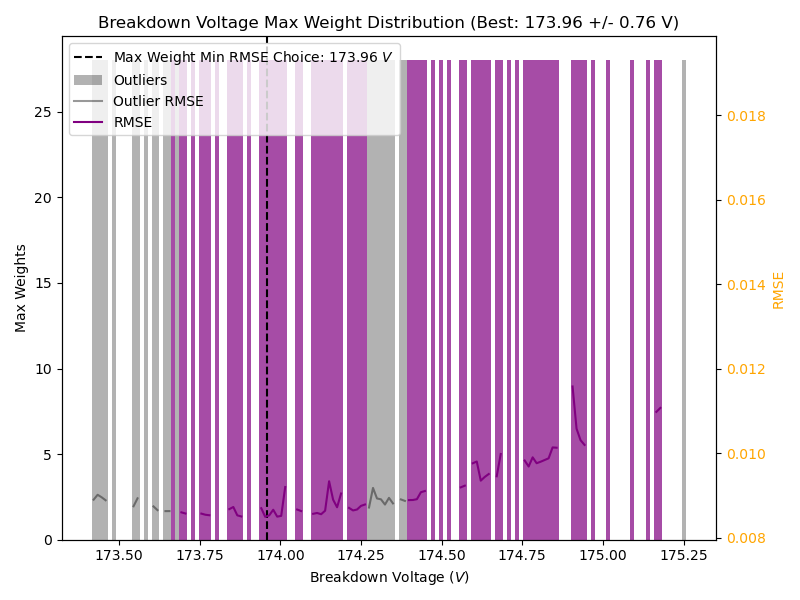 Breakdown Voltage Max Weight Distribution (Best: 173.96 +/- 0.76 V)
Max Weight Min RMSE Choice: 173.96 V
Outliers
Outlier RMSE
RMSE
Max Weights
0
5
10
15
20
25
173.50
173.75
174.00
174.25
174.50
174.75
175.00
175.25
Breakdown Voltage (V)
0.018
0.016
0.014
0.012
0.010
0.008
RMSE